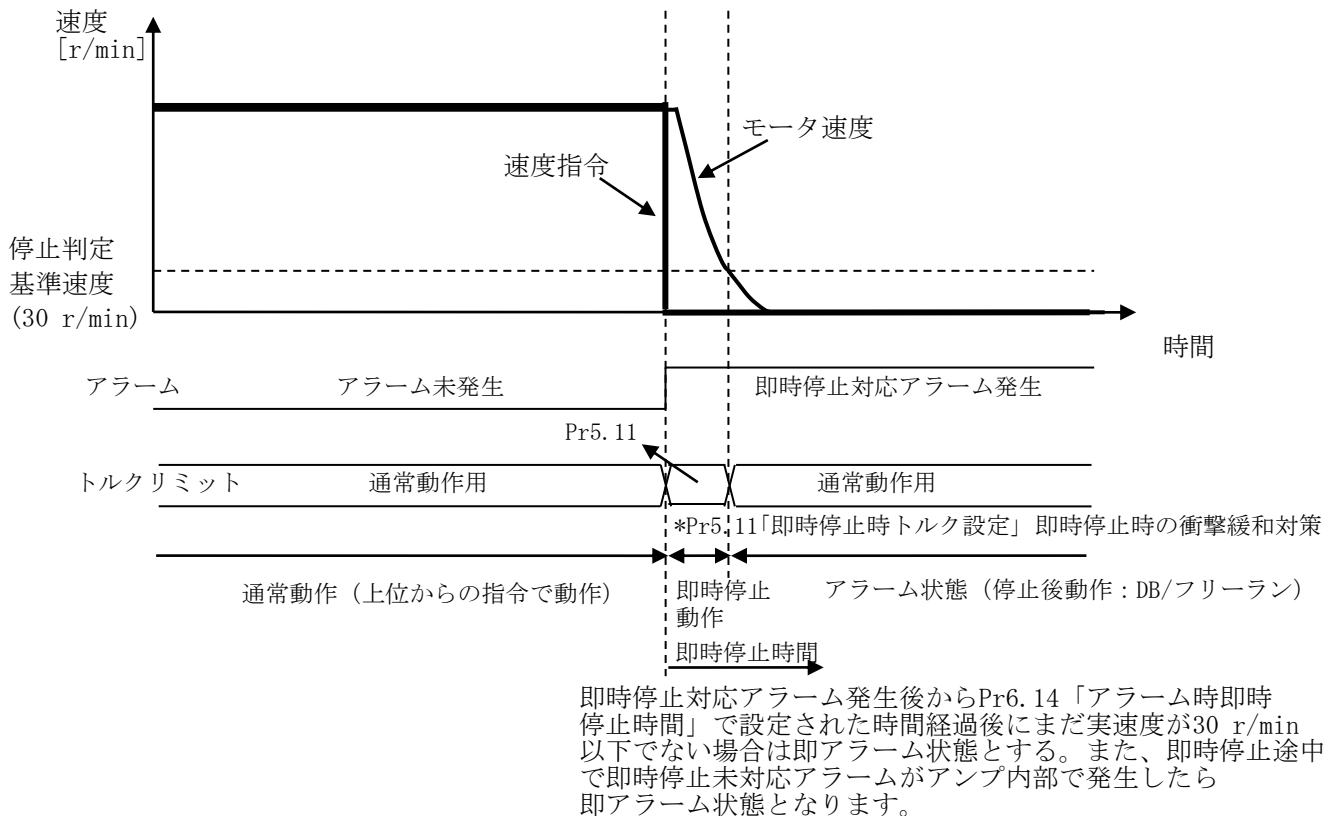 速度
[r/min]
モータ速度
速度指令
停止判定
基準速度
(30 r/min)
時間
アラーム
アラーム未発生
即時停止対応アラーム発生
Pr5.11
トルクリミット
通常動作用
通常動作用
*Pr5.11「即時停止時トルク設定」即時停止時の衝撃緩和対策
通常動作（上位からの指令で動作）
即時停止
動作
アラーム状態（停止後動作：DB/フリーラン）
即時停止時間
即時停止対応アラーム発生後からPr6.14「アラーム時即時
停止時間」で設定された時間経過後にまだ実速度が30 r/min
以下でない場合は即アラーム状態とする。また、即時停止途中
で即時停止未対応アラームがアンプ内部で発生したら
即アラーム状態となります。